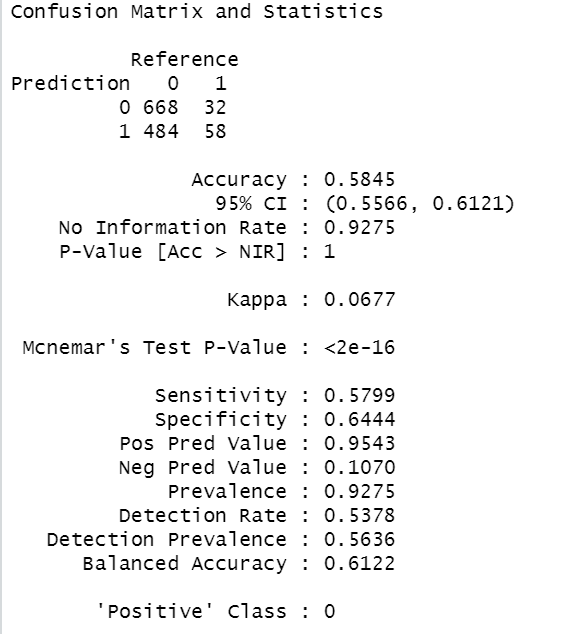 Confusion Matrix and Statistics
Reference
Prediction 0 1
0 668 32
1 484 58
Accuracy : 0.5845
95% CI : (0.5566, 0.6121)
No Information Rate : 0.9275
P-Value [Acc > NIR] : 1
Kappa : 0.0677
Mcnemar's Test P-Value : <2e-16
Sensitivity : 0.5799
Specificity : 0.6444
Pos Pred Value : 0.9543
Neg Pred Value : 0.1070
Prevalence : 0.9275
Detection Rate : 0.5378
Detection Prevalence : 0.5636
Balanced Accuracy : 0.6122
'Positive' Class : 0